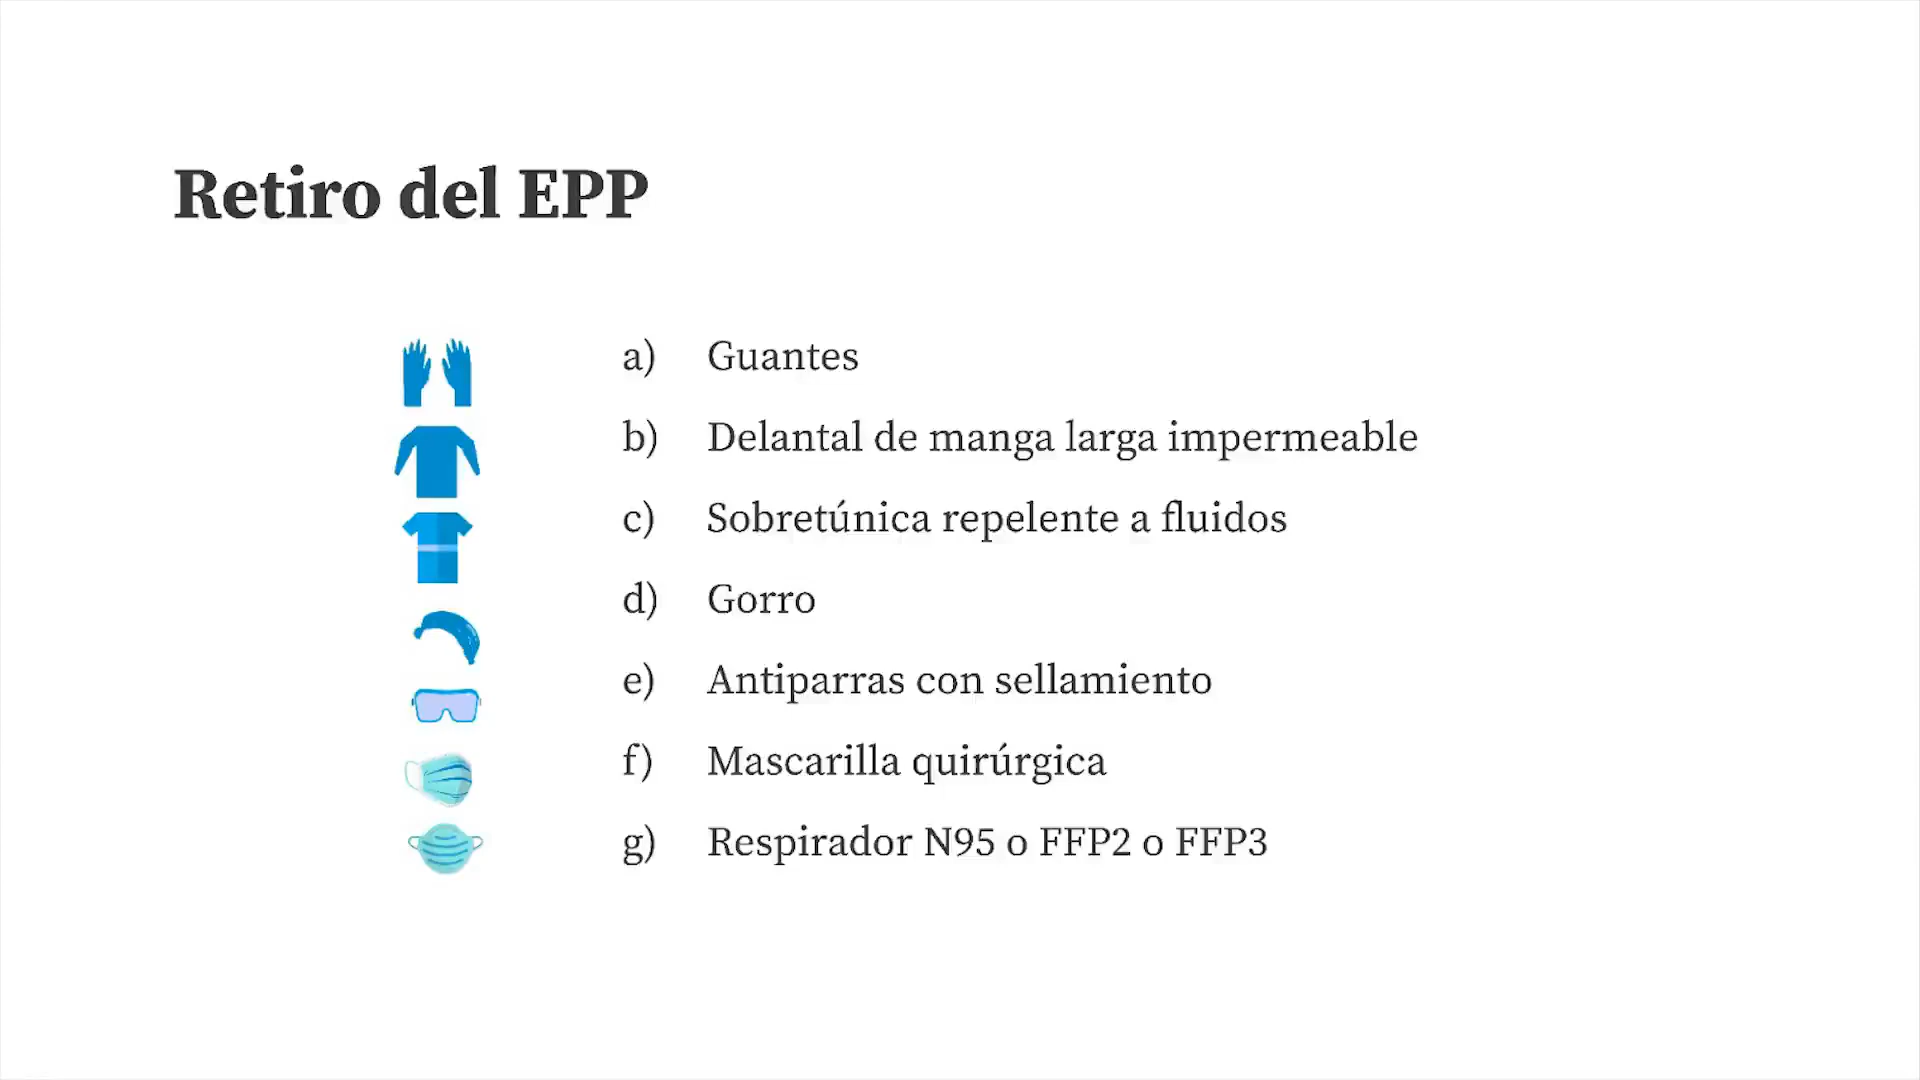 Retiro del EPP
a) Guantes
b) Delantal de manga larga impermeable
c) Sobretúnica repelente a fluidos
d) Gorro
e) Antiparras con sellamiento
f) Mascarilla quirúrgica
g) Respirador N95 o FFP2 o FFP3